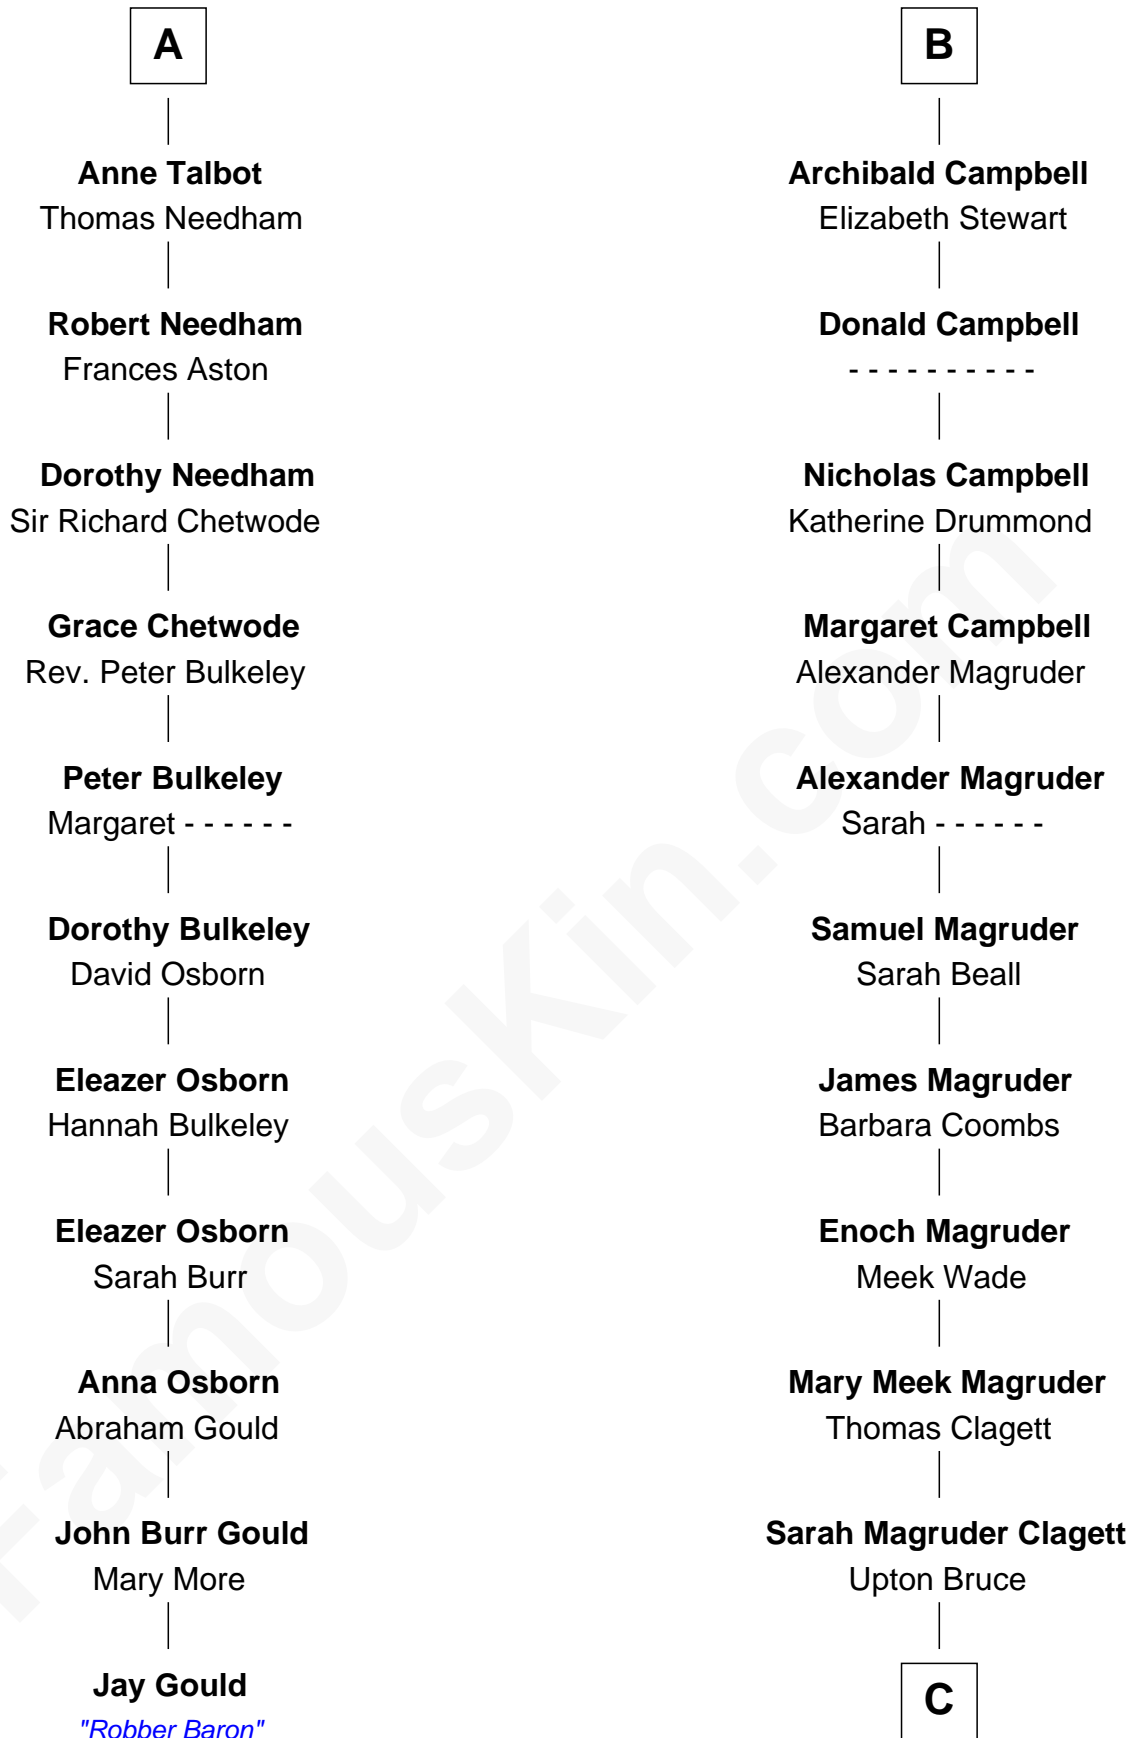 A
Anne Talbot
Thomas Needham
Robert Needham
Frances Aston
Dorothy Needham
Sir Richard Chetwode
Grace Chetwode
Rev. Peter Bulkeley
Peter Bulkeley
Margaret - - - - - -
Dorothy Bulkeley
David Osborn
Eleazer Osborn
Hannah Bulkeley
Eleazer Osborn
Sarah Burr
Anna Osborn
Abraham Gould
John Burr Gould
Mary More
Jay Gould
"Robber Baron"
B
Archibald Campbell
Elizabeth Stewart
Donald Campbell
- - - - - - - - - -
Nicholas Campbell
Katherine Drummond
Margaret Campbell
Alexander Magruder
Alexander Magruder
Sarah - - - - - -
Samuel Magruder
Sarah Beall
James Magruder
Barbara Coombs
Enoch Magruder
Meek Wade
Mary Meek Magruder
Thomas Clagett
Sarah Magruder Clagett
Upton Bruce
C
FamousKin.com